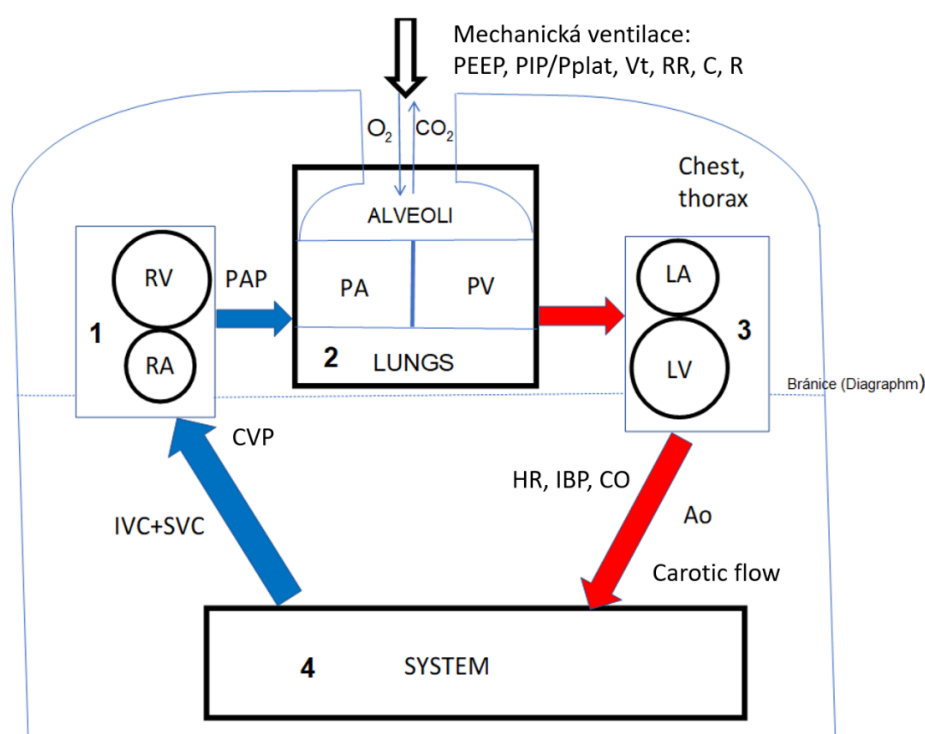 Mechanická ventilace:
PEEP, PIP/Pplat, Vt, RR, C, R
O2
CO2
Chest,
thorax
ALVEOLI
RV
PAP
PA
PV
LA
1
2
LUNGS
3
RA
LV
Bránice (Diagraphm)
CVP
HR, IBP, CO
IVC+SVC
Ao
Carotic flow
4
SYSTEM